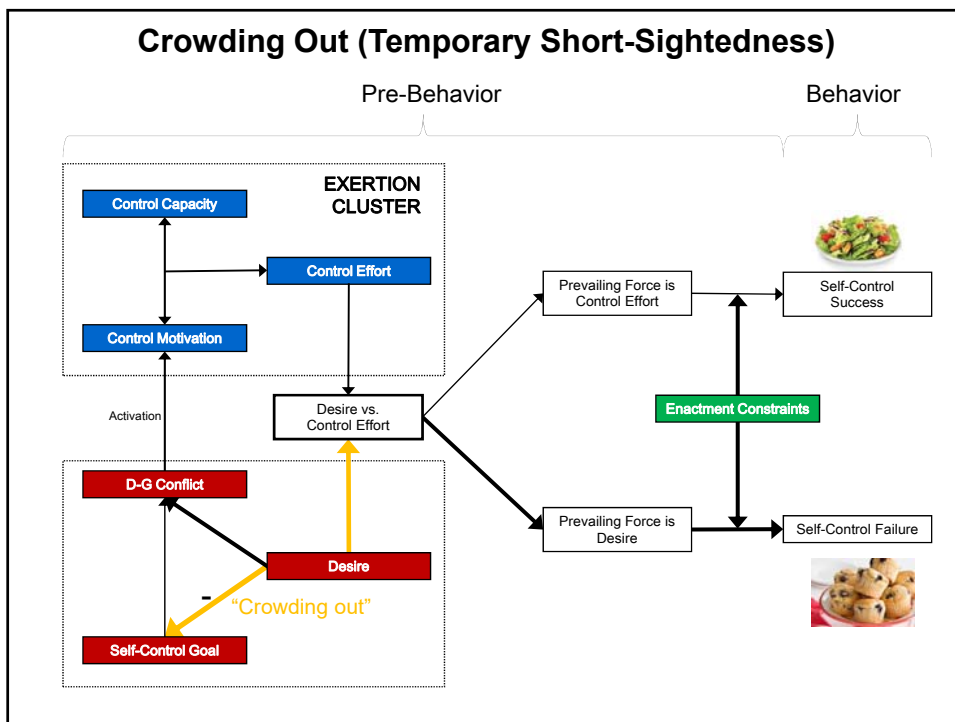 Crowding Out (Temporary Short-Sightedness)
Pre-Behavior
Behavior
EXERTION
CLUSTER
Control Capacity
Control Effort
Control Motivation
Prevailing Force is
Control Effort
Self-Control
Success
Activation
Desire vs.
Control Effort
Enactment Constraints
D-G Conflict
Prevailing Force is
Desire
Self-Control Failure
Desire
-
“Crowding out”
Self-Control Goal